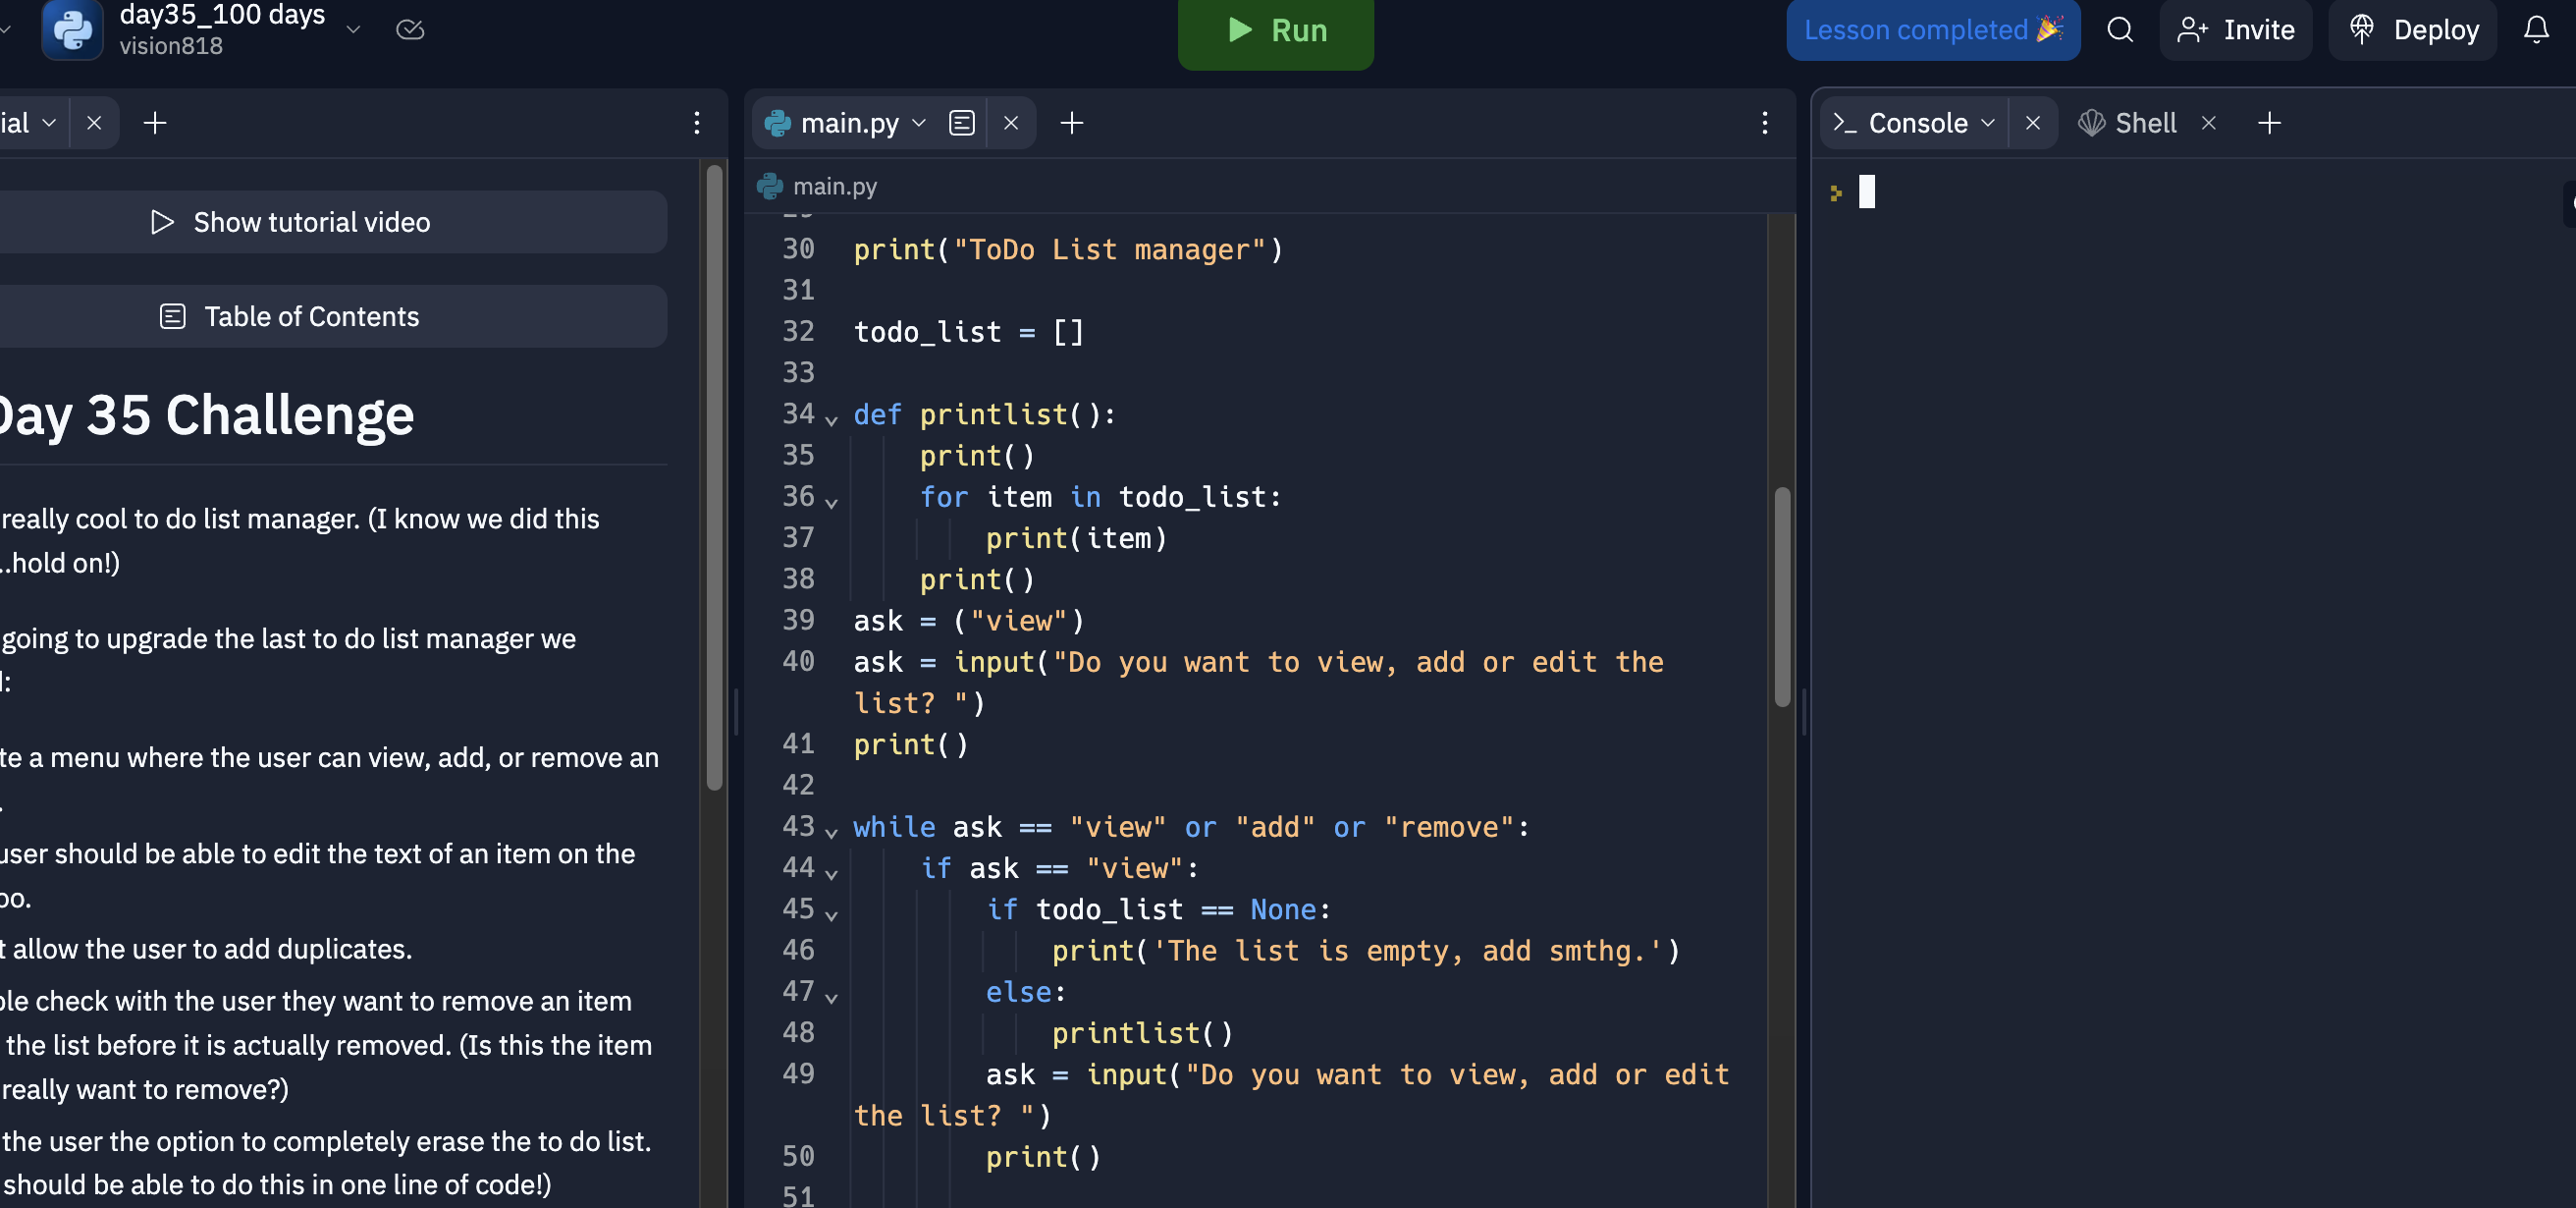 day35_100 days
vision818
Run
Lesson completed 🎉
Invite
Deploy
ial
Show tutorial video
Table of Contents
Day 35 Challenge
really cool to do list manager. (I know we did this
..hold on!)
going to upgrade the last to do list manager we
:
te a menu where the user can view, add, or remove an
.
user should be able to edit the text of an item on the
oo.
t allow the user to add duplicates.
ble check with the user they want to remove an item
the list before it is actually removed. (Is this the item
really want to remove?)
the user the option to completely erase the to do list.
should be able to do this in one line of code!)
main.py
main.py
29
30 print("ToDo List manager")
31
32 todo_list = []
33
34 def printlist():
35 print()
36 for item in todo_list:
37 print(item)
38 print()
39 ask = ("view")
40 ask = input("Do you want to view, add or edit the
list? ")
41 print()
42
43 while ask == "view" or "add" or "remove":
44 if ask == "view":
45 if todo_list == None:
46 print('The list is empty, add smthg.')
47 else:
48 printlist()
49 ask = input("Do you want to view, add or edit
the list? ")
50 print()
51
Console
Shell